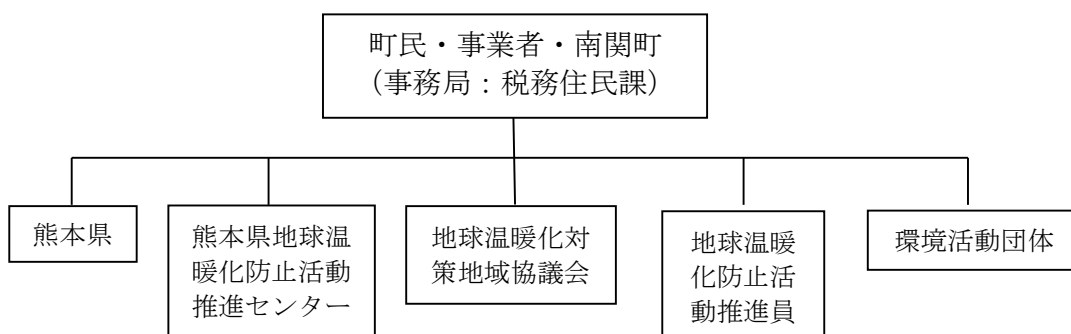 町民・事業者・南関町
（事務局：税務住民課）
熊本県
熊本県地球温
暖化防止活動
推進センター
地球温暖化対
策地域協議会
地球温暖
化防止活
動推進員
環境活動団体